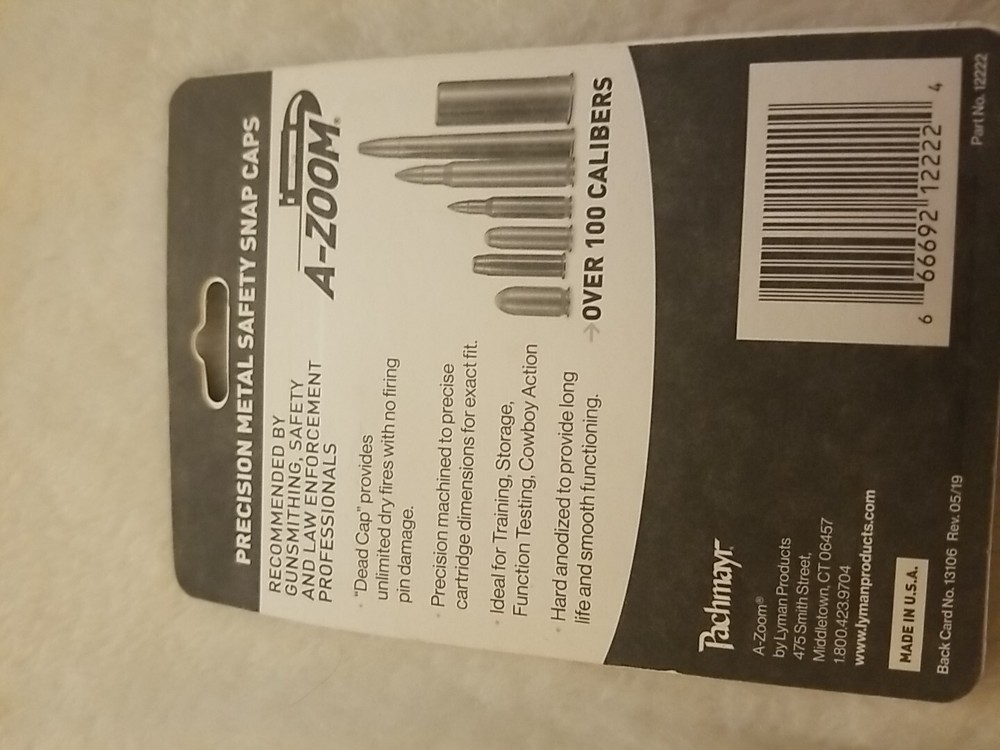 PRECISION METAL SAFETY SNAP CAPS
RECOMMENDED BY
GUNSMITHING, SAFETY
AND LAW ENFORCEMENT
PROFESSIONALS
A-ZOOM®
· "Dead Cap" provides
unlimited dry fires with no firing
pin damage.
· Precision machined to precise
cartridge dimensions for exact fit.
· Ideal for Training, Storage,
Function Testing, Cowboy Action
· Hard anodized to provide long
life and smooth functioning.
→OVER 100 CALIBERS
Pachmayr
A-Zoom®
by Lyman Products
475 Smith Street,
Middletown, CT 06457
1.800.423.9704
www.lymanproducts.com
MADE IN U.S.A.
Back Card No. 13106 Rev. 05/19
6 66692 12222 4
Part No. 12222